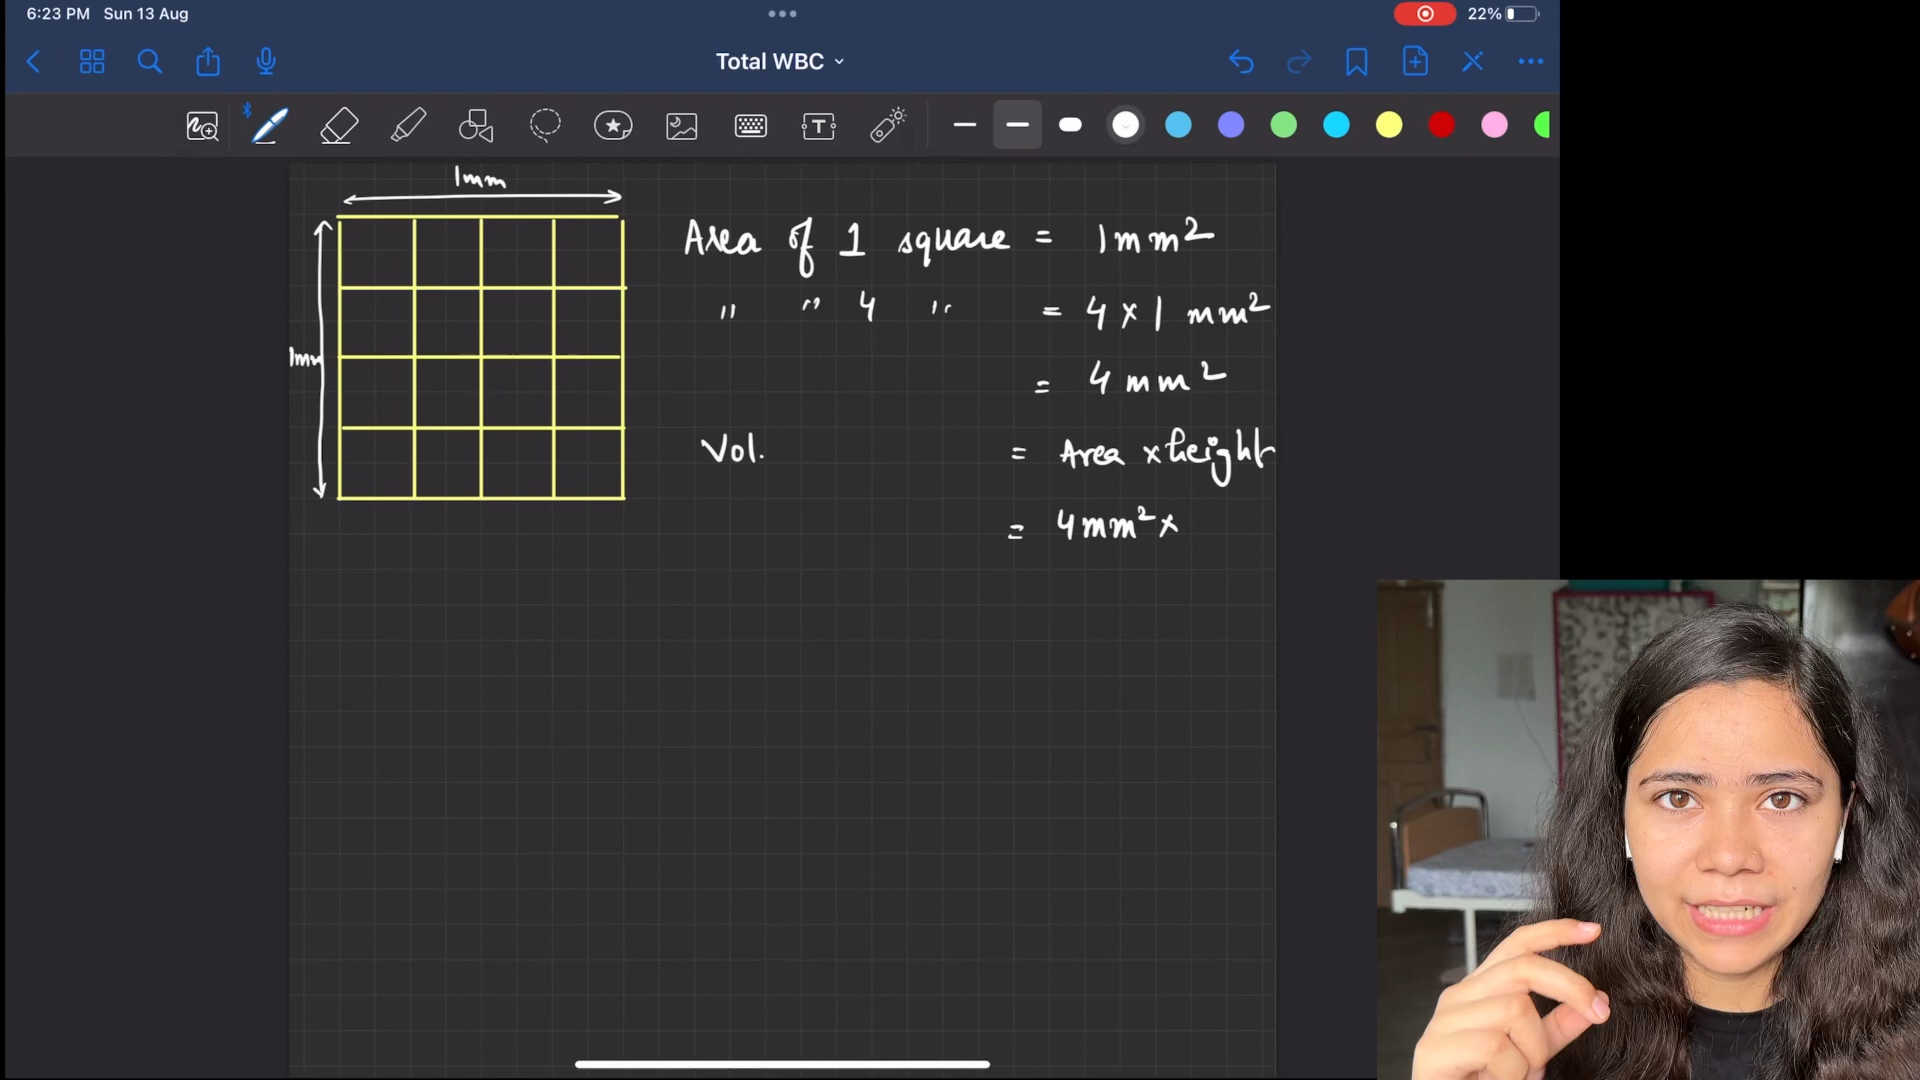 6:23 PM Sun 13 Aug
22%
Total WBC
T
1mm
1mm
Area of 1 square = 1mm²
" " 4 " = 4 x 1 mm²
= 4 mm²
Vol. = Area x height
= 4mm² x